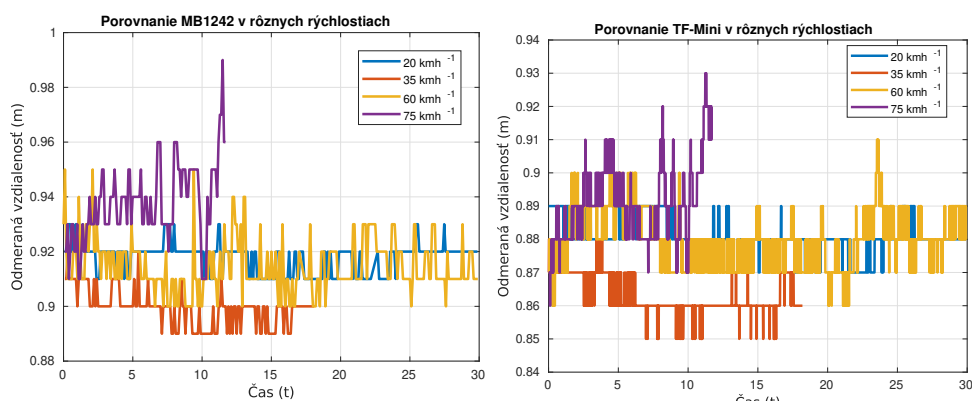 Porovnanie MB1242 v rôznych rýchlostiach
1
0.98
0.96
0.94
0.92
0.9
0.88
Odmeraná vzdialenosť (m)
20 kmh -1
35 kmh -1
60 kmh -1
75 kmh -1
0 5 10 15 20 25 30
Čas (t)
Porovnanie TF-Mini v rôznych rýchlostiach
0.94
0.93
0.92
0.91
0.9
0.89
0.88
0.87
0.86
0.85
0.84
Odmeraná vzdialenosť (m)
20 kmh -1
35 kmh -1
60 kmh -1
75 kmh -1
0 5 10 15 20 25 30
Čas (t)